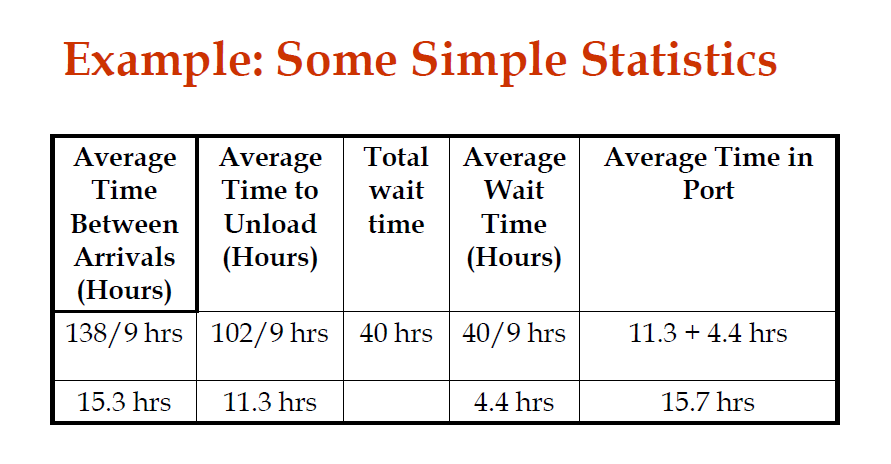 Example: Some Simple Statistics
Average
Time
Between
Arrivals
(Hours)
Average
Time to
Unload
(Hours)
Total
wait
time
Average
Wait
Time
(Hours)
Average Time in
Port
138/9 hrs
102/9 hrs
40 hrs
40/9 hrs
11.3 + 4.4 hrs
15.3 hrs
11.3 hrs
4.4 hrs
15.7 hrs